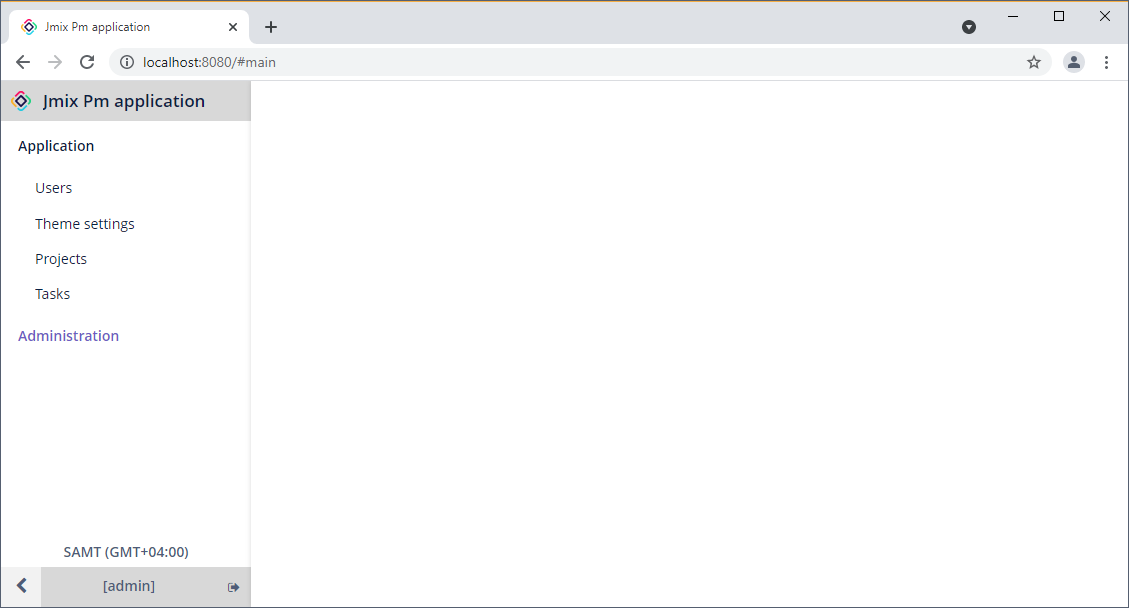 Jmix Pm application
localhost:8080/#main
Jmix Pm application
Application
Users
Theme settings
Projects
Tasks
Administration
SAMT (GMT+04:00)
[admin]